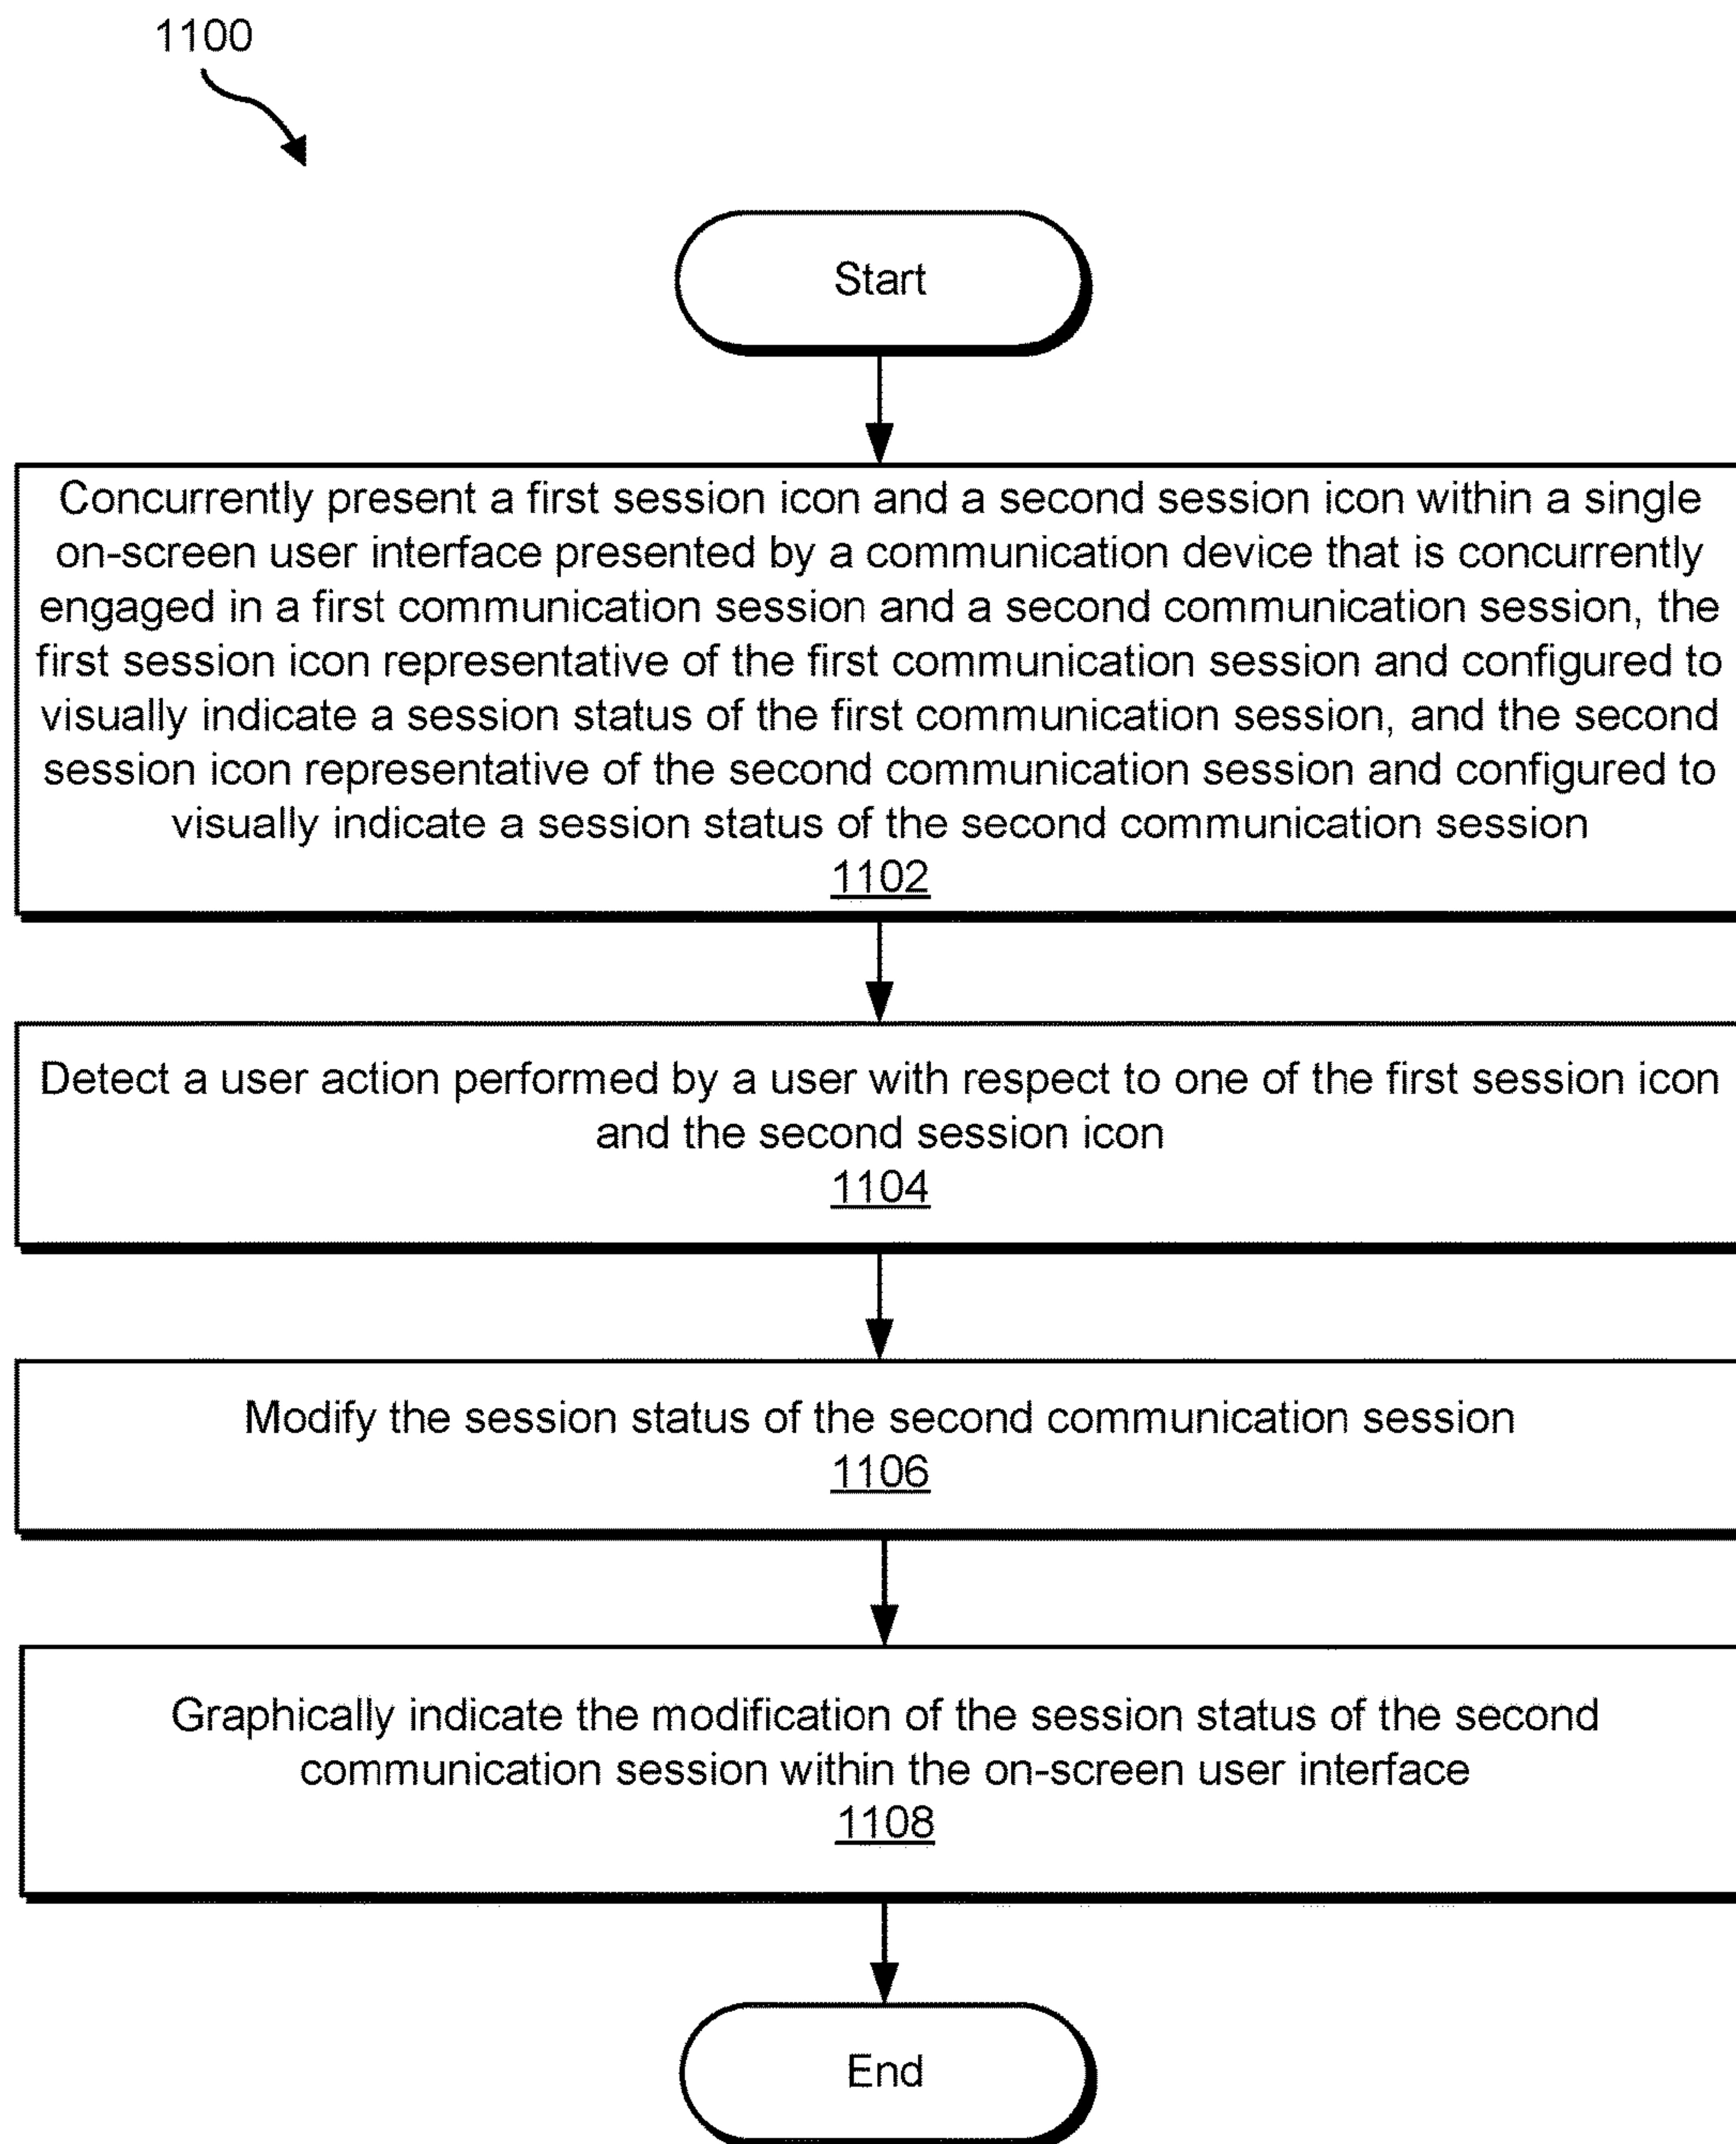 1100
Start
Concurrently present a first session icon and a second session icon within a single
on-screen user interface presented by a communication device that is concurrently
engaged in a first communication session and a second communication session, the
first session icon representative of the first communication session and configured to
visually indicate a session status of the first communication session, and the second
session icon representative of the second communication session and configured to
visually indicate a session status of the second communication session
1102
Detect a user action performed by a user with respect to one of the first session icon
and the second session icon
1104
Modify the session status of the second communication session
1106
Graphically indicate the modification of the session status of the second
communication session within the on-screen user interface
1108
End